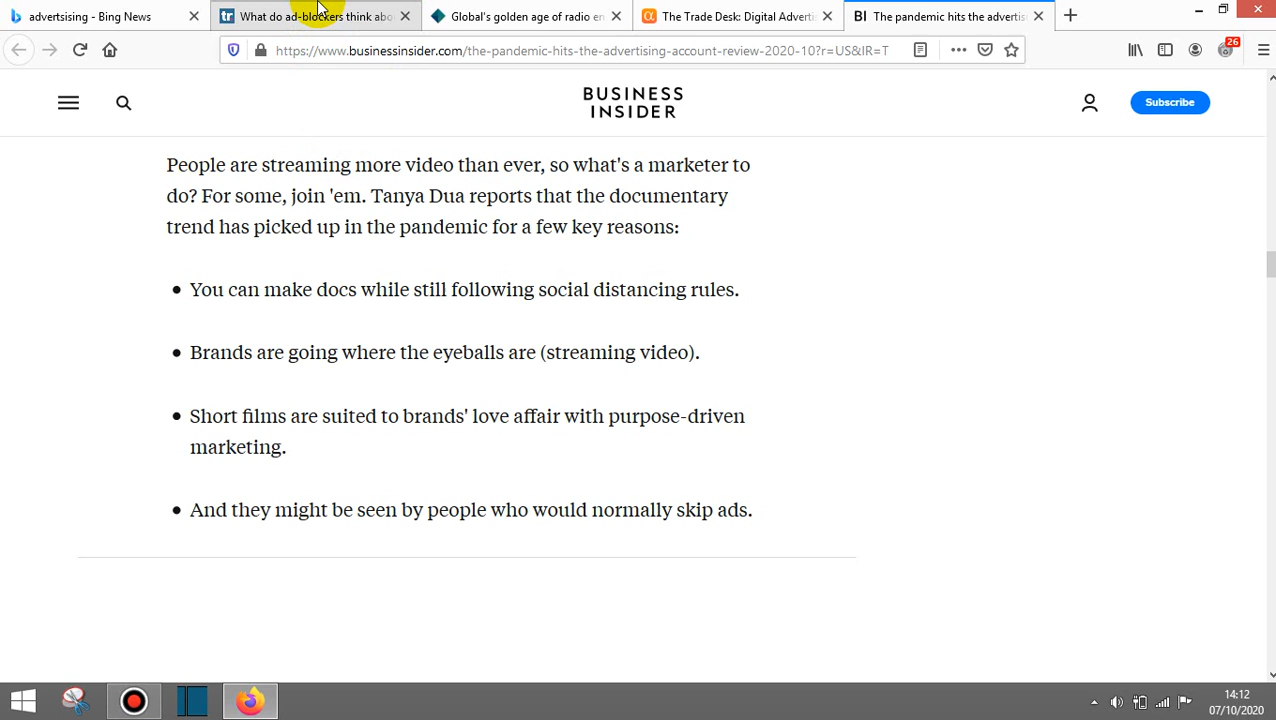 advertising - Bing News
What do ad-blockers think abo
Global's golden age of radio en
The Trade Desk: Digital Adverti
BI The pandemic hits the advertis
https://www.businessinsider.com/the-pandemic-hits-the-advertising-account-review-2020-10?r=US&IR=T
26
BUSINESS
INSIDER
Subscribe
People are streaming more video than ever, so what's a marketer to
do? For some, join 'em. Tanya Dua reports that the documentary
trend has picked up in the pandemic for a few key reasons:
You can make docs while still following social distancing rules.
Brands are going where the eyeballs are (streaming video).
Short films are suited to brands' love affair with purpose-driven
marketing.
And they might be seen by people who would normally skip ads.
14:12
07/10/2020